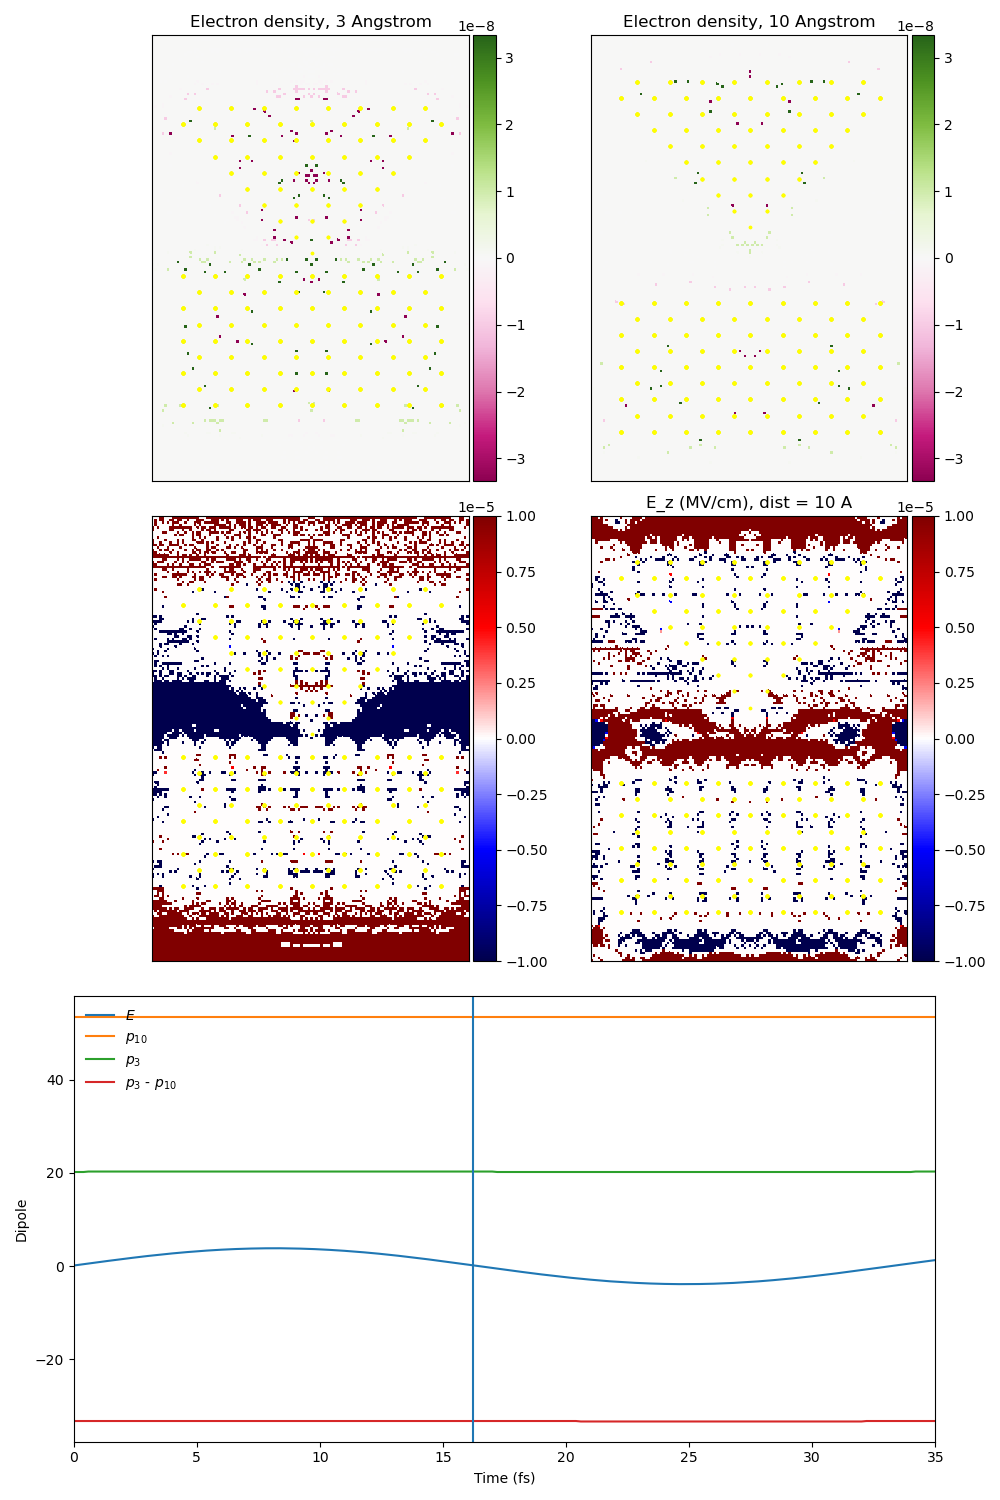 Electron density, 3 Angstrom
1e−8
3
2
1
0
−1
−2
−3
Electron density, 10 Angstrom
1e−8
3
2
1
0
−1
−2
−3
1e−5
1.00
0.75
0.50
0.25
0.00
−0.25
−0.50
−0.75
−1.00
E_z (MV/cm), dist = 10 A
1e−5
1.00
0.75
0.50
0.25
0.00
−0.25
−0.50
−0.75
−1.00
E
p10
p3
p3 - p10
Dipole
40
20
0
−20
0 5 10 15 20 25 30 35
Time (fs)